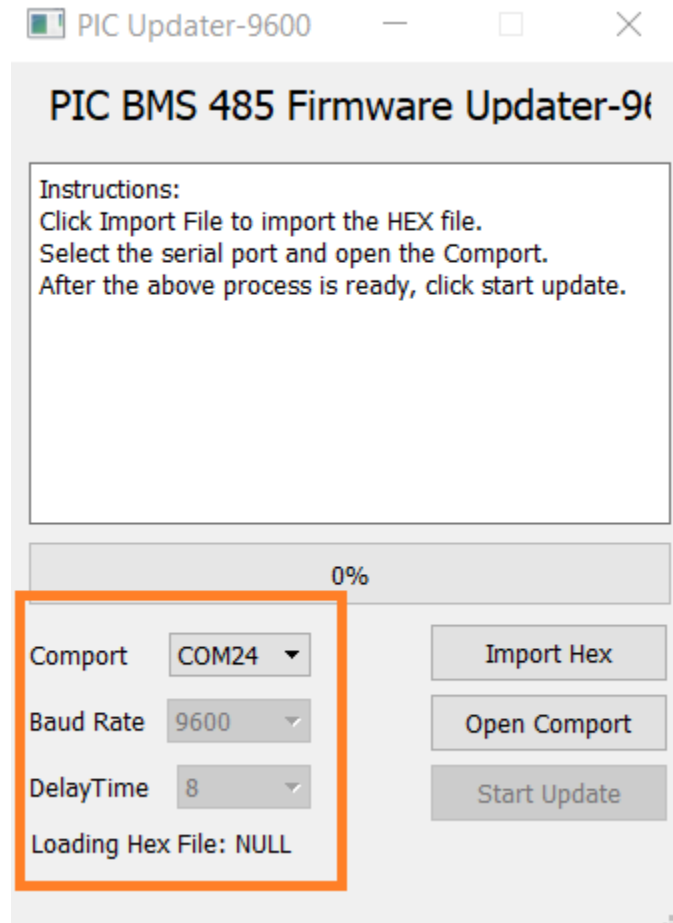 PIC Updater-9600
PIC BMS 485 Firmware Updater-96
Instructions:
Click Import File to import the HEX file.
Select the serial port and open the Comport.
After the above process is ready, click start update.
0%
Comport COM24
Import Hex
Baud Rate 9600
Open Comport
DelayTime 8
Start Update
Loading Hex File: NULL